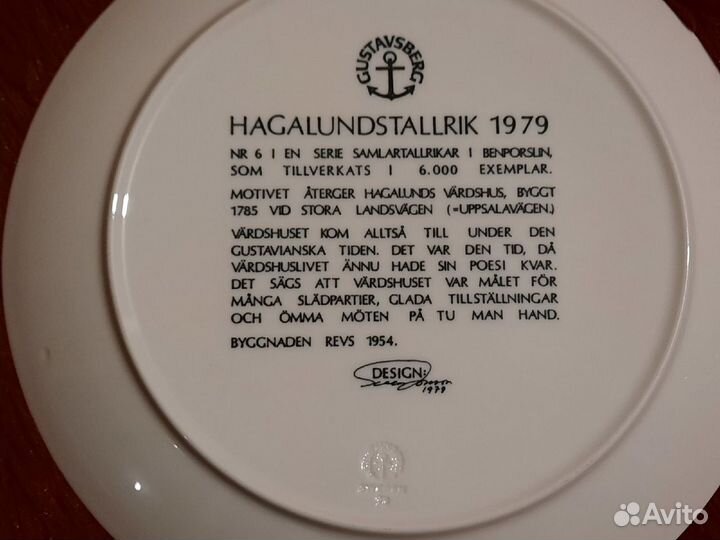 GUSTAVSBERG
HAGALUNDSTALLRIK 1979
NR 6 I EN SERIE SAMLARTALLRIKAR I BENPORSLIN,
SOM TILLVERKATS I 6.000 EXEMPLAR.
MOTIVET ÅTERGER HAGALUNDS VÄRDSHUS, BYGGT
1785 VID STORA LANDSVÄGEN (=UPPSALAVÄGEN.)
VÄRDSHUSET KOM ALLTSÅ TILL UNDER DEN
GUSTAVIANSKA TIDEN. DET VAR DEN TID, DÅ
VÄRDSHUSLIVET ÄNNU HADE SIN POESI KVAR.
DET SÄGS ATT VÄRDSHUSET VAR MÅLET FÖR
MÅNGA SLÄDPARTIER, GLADA TILLSTÄLLNINGAR
OCH ÖMMA MÖTEN PÅ TU MAN HAND.
BYGGNADEN REVS 1954.
DESIGN:
1979
Avito